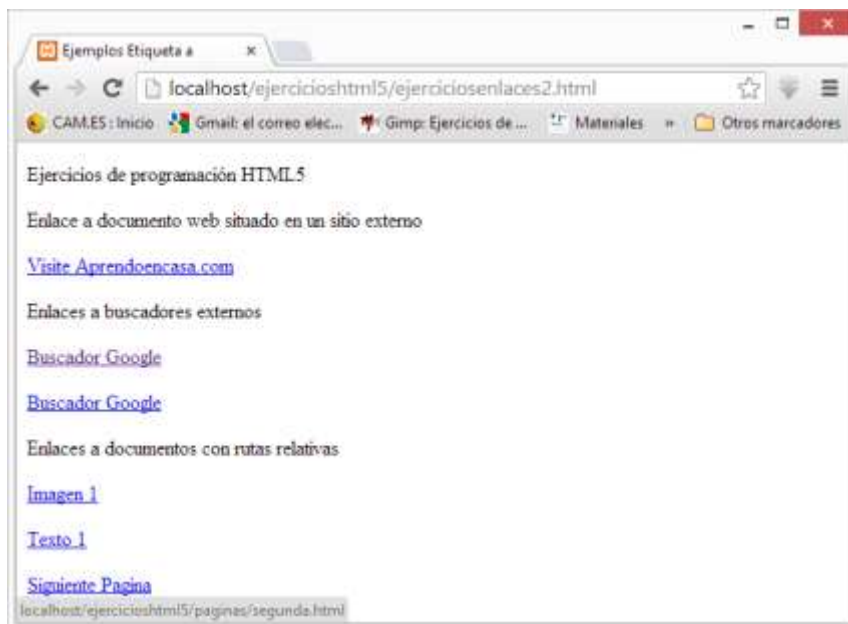 Ejemplos Etiqueta a
localhost/ejercicioshtml5/ejerciciosenlaces2.html
CAM.ES : Inicio Gmail: el correo elec... Gimp: Ejercicios de ... Materiales » Otros marcadores
Ejercicios de programación HTML5
Enlace a documento web situado en un sitio externo
Visite Aprendoencasa.com
Enlaces a buscadores externos
Buscador Google
Buscador Google
Enlaces a documentos con rutas relativas
Imagen 1
Texto 1
Siguiente Pagina
localhost/ejercicioshtml5/paginas/segunda.html